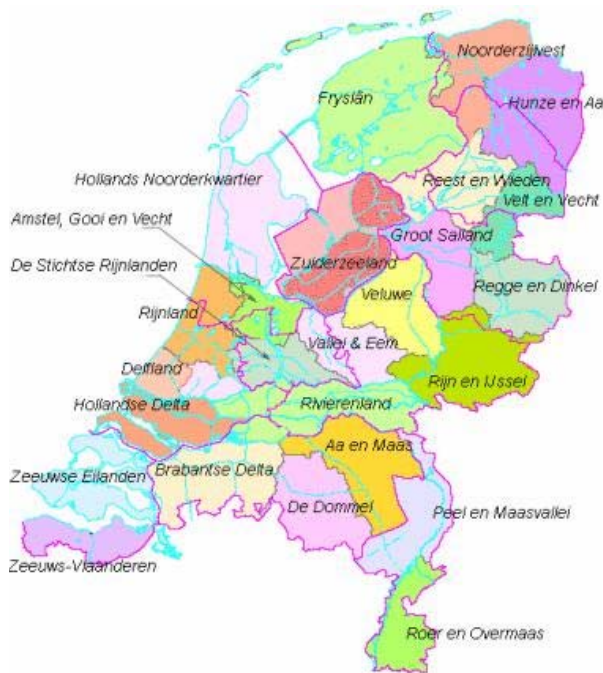 Noorderzijlvest
Fryslân
Hunze en Aa
Hollands Noorderkwartier
Reest en Wieden
Velt en Vecht
Amstel, Gooi en Vecht
Groot Salland
De Stichtse Rijnlanden
Zuiderzeeland
Regge en Dinkel
Veluwe
Rijnland
Vallei & Eem
Delfland
Rijn en IJssel
Hollandse Delta
Rivierenland
Aa en Maas
Zeeuwse Eilanden
Brabantse Delta
De Dommel
Peel en Maasvallei
Zeeuws-Vlaanderen
Roer en Overmaas